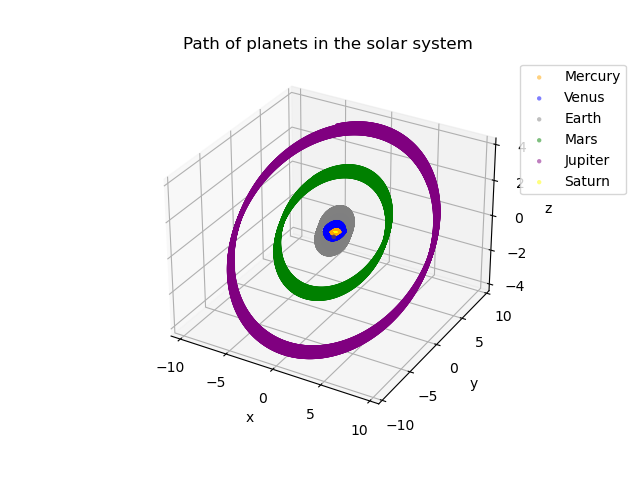 Path of planets in the solar system
Mercury
Venus
Earth
Mars
Jupiter
Saturn
4
2
0
−2
−4
z
10
5
0
−5
−10
y
−10
−5
0
5
10
x